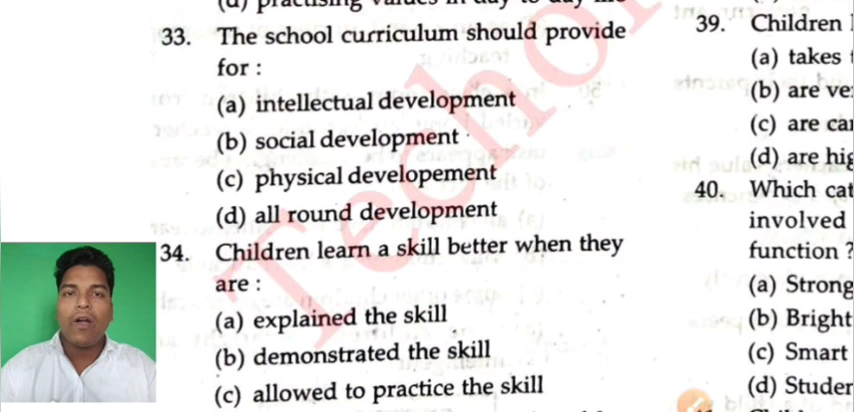 33. The school curriculum should provide
for :
(a) intellectual development
(b) social development
(c) physical developement
(d) all round development
34. Children learn a skill better when they
are :
(a) explained the skill
(b) demonstrated the skill
(c) allowed to practice the skill
39. Children
(a) takes
(b) are
(c) are
(d) are
40. Which
involved
function ?
(a) Strong
(b) Bright
(c) Smart
(d)